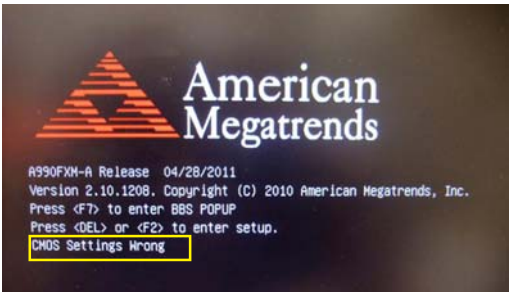 American
Megatrends
A990FXM-A Release 04/28/2011
Version 2.10.1208. Copyright (C) 2010 American Megatrends, Inc.
Press <F7> to enter BBS POPUP
Press <DEL> or <F2> to enter setup.
CMOS Settings Wrong